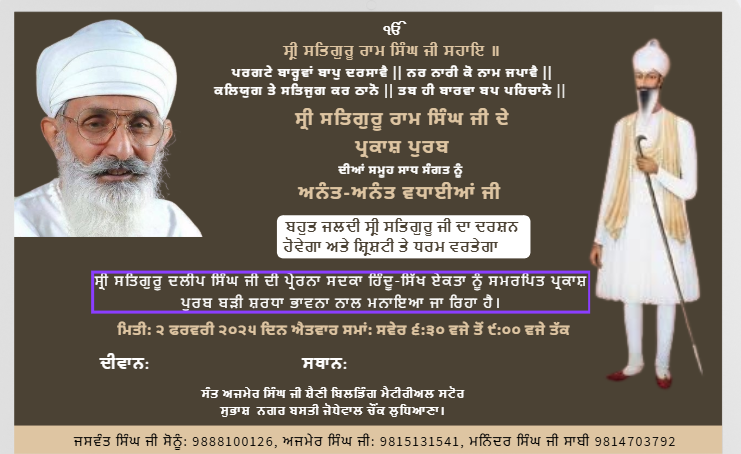 ੴ
ਸ੍ਰੀ ਸਤਿਗੁਰੂ ਰਾਮ ਸਿੰਘ ਜੀ ਸਹਾਇ ॥
ਪਰਗਟੇ ਬਾਰ੍ਹਵਾਂ ਬਾਪੁ ਦਰਸਾਵੈ || ਨਰ ਨਾਰੀ ਕੋ ਨਾਮ ਜਪਾਵੈ ||
ਕਲਿਯੁਗ ਤੇ ਸਤਿਜੁਗ ਕਰ ਠਾਨੋ || ਤਬ ਹੀ ਬਾਰਵਾ ਬਪ ਪਹਿਚਾਨੋ ||
ਸ੍ਰੀ ਸਤਿਗੁਰੂ ਰਾਮ ਸਿੰਘ ਜੀ ਦੇ
ਪ੍ਰਕਾਸ਼ ਪੁਰਬ
ਦੀਆਂ ਸਮੂਹ ਸਾਧ ਸੰਗਤ ਨੂੰ
ਅਨੰਤ-ਅਨੰਤ ਵਧਾਈਆਂ ਜੀ
ਬਹੁਤ ਜਲਦੀ ਸ੍ਰੀ ਸਤਿਗੁਰੂ ਜੀ ਦਾ ਦਰਸ਼ਨ
ਹੋਵੇਗਾ ਅਤੇ ਸ੍ਰਿਸ਼ਟੀ ਤੇ ਧਰਮ ਵਰਤੇਗਾ
ਸ੍ਰੀ ਸਤਿਗੁਰੂ ਦਲੀਪ ਸਿੰਘ ਜੀ ਦੀ ਪ੍ਰੇਰਨਾ ਸਦਕਾ ਹਿੰਦੂ-ਸਿੱਖ ਏਕਤਾ ਨੂੰ ਸਮਰਪਿਤ ਪ੍ਰਕਾਸ਼
ਪੁਰਬ ਬੜੀ ਸ਼ਰਧਾ ਭਾਵਨਾ ਨਾਲ ਮਨਾਇਆ ਜਾ ਰਿਹਾ ਹੈ।
ਮਿਤੀ: ੨ ਫਰਵਰੀ ੨੦੨੫ ਦਿਨ ਐਤਵਾਰ ਸਮਾਂ: ਸਵੇਰ ੬:੩੦ ਵਜੇ ਤੋਂ ੯:੦੦ ਵਜੇ ਤੱਕ
ਦੀਵਾਨ: ਸਥਾਨ:
ਸੰਤ ਅਜਮੇਰ ਸਿੰਘ ਜੀ ਸ਼ੈਣੀ ਬਿਲਡਿੰਗ ਮੈਟੀਰੀਅਲ ਸਟੋਰ
ਸੁਭਾਸ਼ ਨਗਰ ਬਸਤੀ ਜੋਧੇਵਾਲ ਚੌਂਕ ਲੁਧਿਆਣਾ।
ਜਸਵੰਤ ਸਿੰਘ ਜੀ ਸੋਨੂੰ: 9888100126, ਅਜਮੇਰ ਸਿੰਘ ਜੀ: 9815131541, ਮਨਿੰਦਰ ਸਿੰਘ ਜੀ ਸਾਬੀ 9814703792